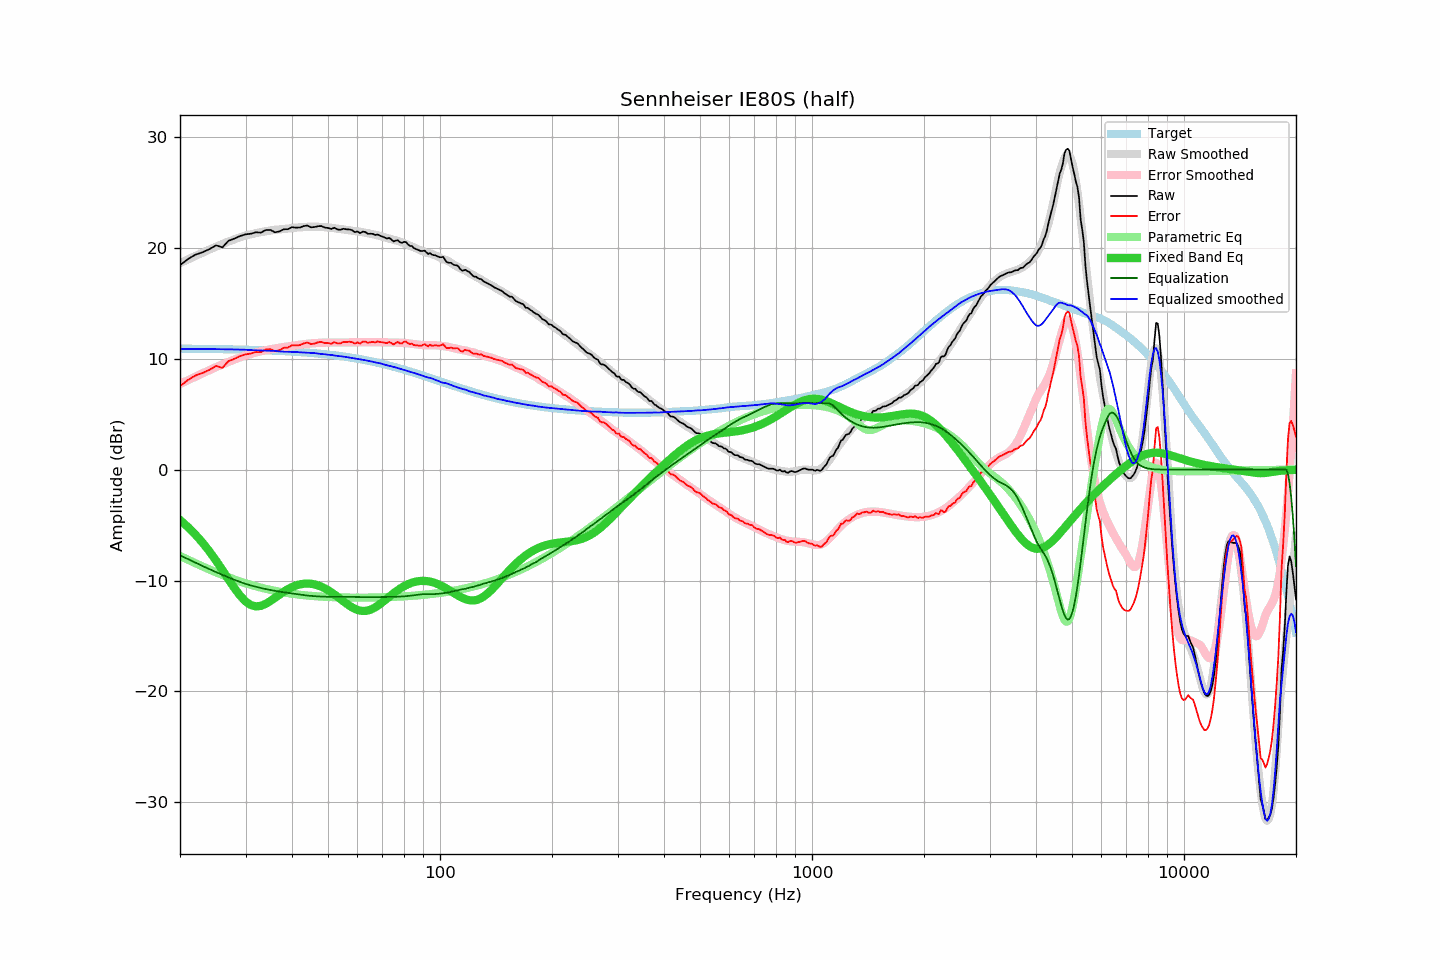 Sennheiser IE80S (half)
30
20
10
0
−10
−20
−30
Amplitude (dBr)
Target
Raw Smoothed
Error Smoothed
Raw
Error
Parametric Eq
Fixed Band Eq
Equalization
Equalized smoothed
100
1000
10000
Frequency (Hz)